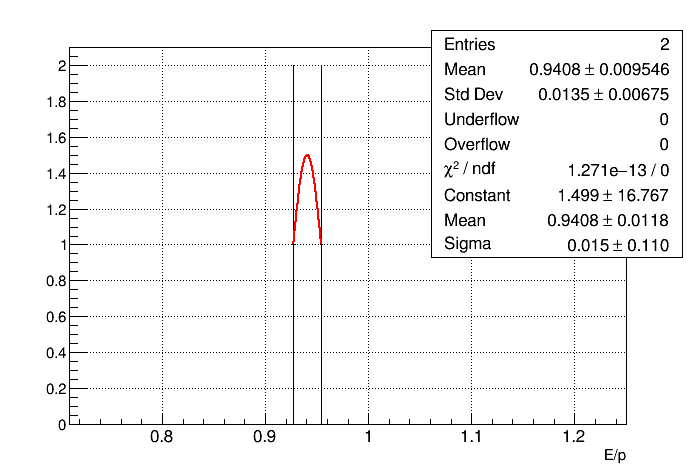 Entries 2
Mean 0.9408 ± 0.009546
Std Dev 0.0135 ± 0.00675
Underflow 0
Overflow 0
χ² / ndf 1.271e−13 / 0
Constant 1.499 ± 16.767
Mean 0.9408 ± 0.0118
Sigma 0.015 ± 0.110
2
1.8
1.6
1.4
1.2
1
0.8
0.6
0.4
0.2
0
0.8 0.9 1 1.1 1.2
E/p